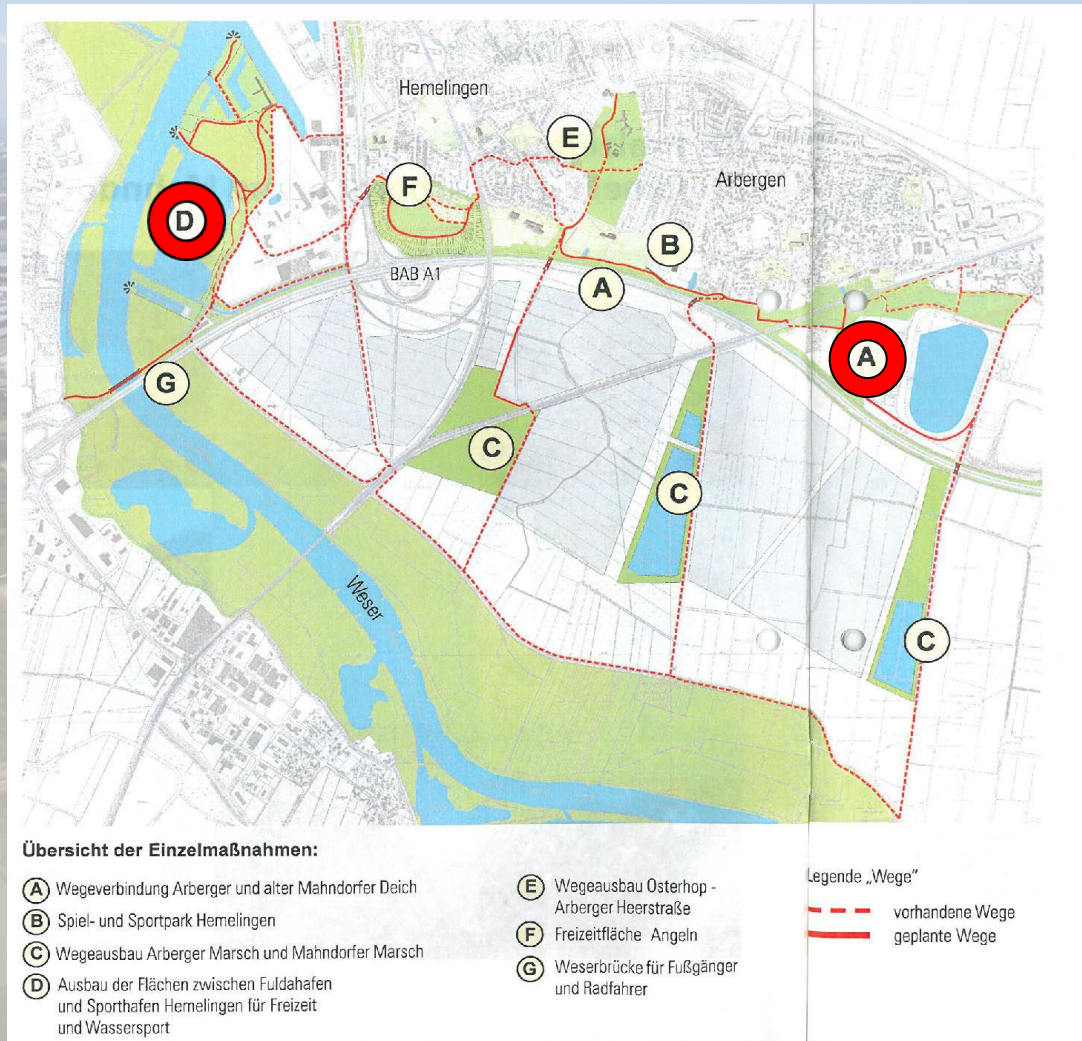 Hemelingen
E
Arbergen
F
D
B
BAB A1
A
A
G
C
C
Weser
C
Übersicht der Einzelmaßnahmen:
A Wegeverbindung Arberger und alter Mahndorfer Deich
B Spiel- und Sportpark Hemelingen
C Wegeausbau Arberger Marsch und Mahndorfer Marsch
D Ausbau der Flächen zwischen Fuldahafen
und Sporthafen Hemelingen für Freizeit
und Wassersport
E Wegeausbau Osterhop -
Arberger Heerstraße
F Freizeitfläche Angeln
G Weserbrücke für Fußgänger
und Radfahrer
Legende „Wege“
vorhandene Wege
geplante Wege